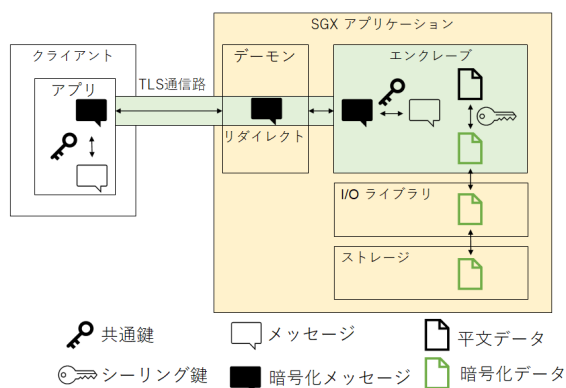 SGX アプリケーション
クライアント
アプリ
TLS通信路
デーモン
リダイレクト
エンクレーブ
I/O ライブラリ
ストレージ
共通鍵
メッセージ
平文データ
シーリング鍵
暗号化メッセージ
暗号化データ